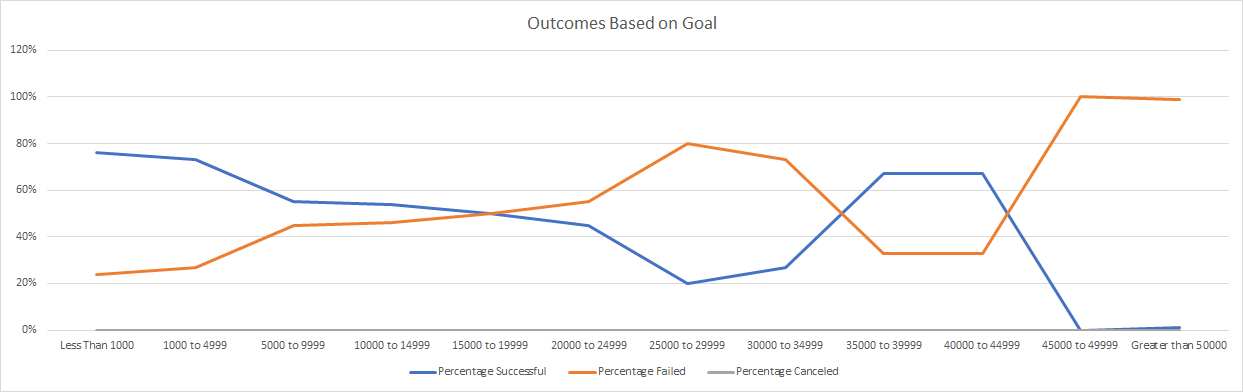 Outcomes Based on Goal
120%
100%
80%
60%
40%
20%
0%
Less Than 1000 1000 to 4999 5000 to 9999 10000 to 14999 15000 to 19999 20000 to 24999 25000 to 29999 30000 to 34999 35000 to 39999 40000 to 44999 45000 to 49999 Greater than 50000
Percentage Successful Percentage Failed Percentage Canceled